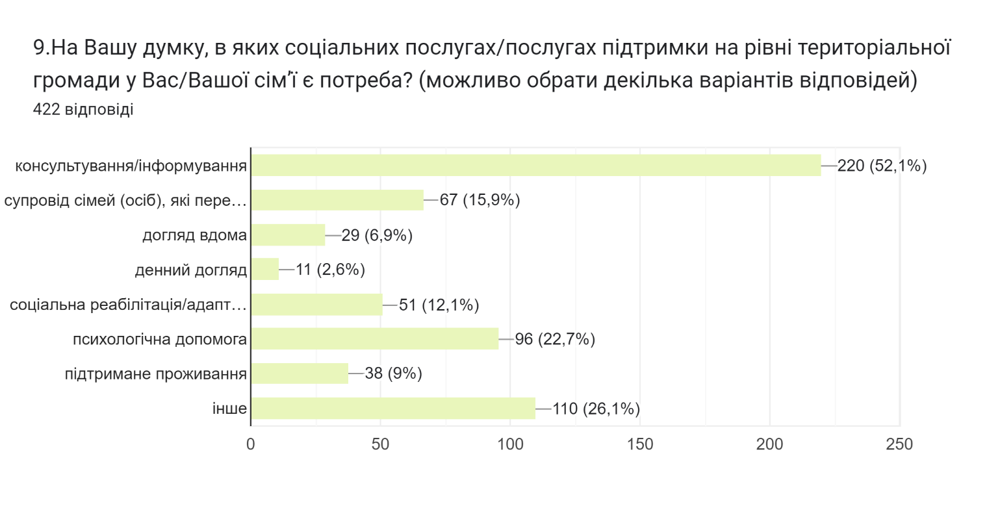 9.На Вашу думку, в яких соціальних послугах/послугах підтримки на рівні територіальної
громади у Вас/Вашої сім’ї є потреба? (можливо обрати декілька варіантів відповідей)
422 відповіді
консультування/інформування 220 (52,1%)
супровід сімей (осіб), які пере… 67 (15,9%)
догляд вдома 29 (6,9%)
денний догляд 11 (2,6%)
соціальна реабілітація/адапт… 51 (12,1%)
психологічна допомога 96 (22,7%)
підтримане проживання 38 (9%)
інше 110 (26,1%)
0 50 100 150 200 250